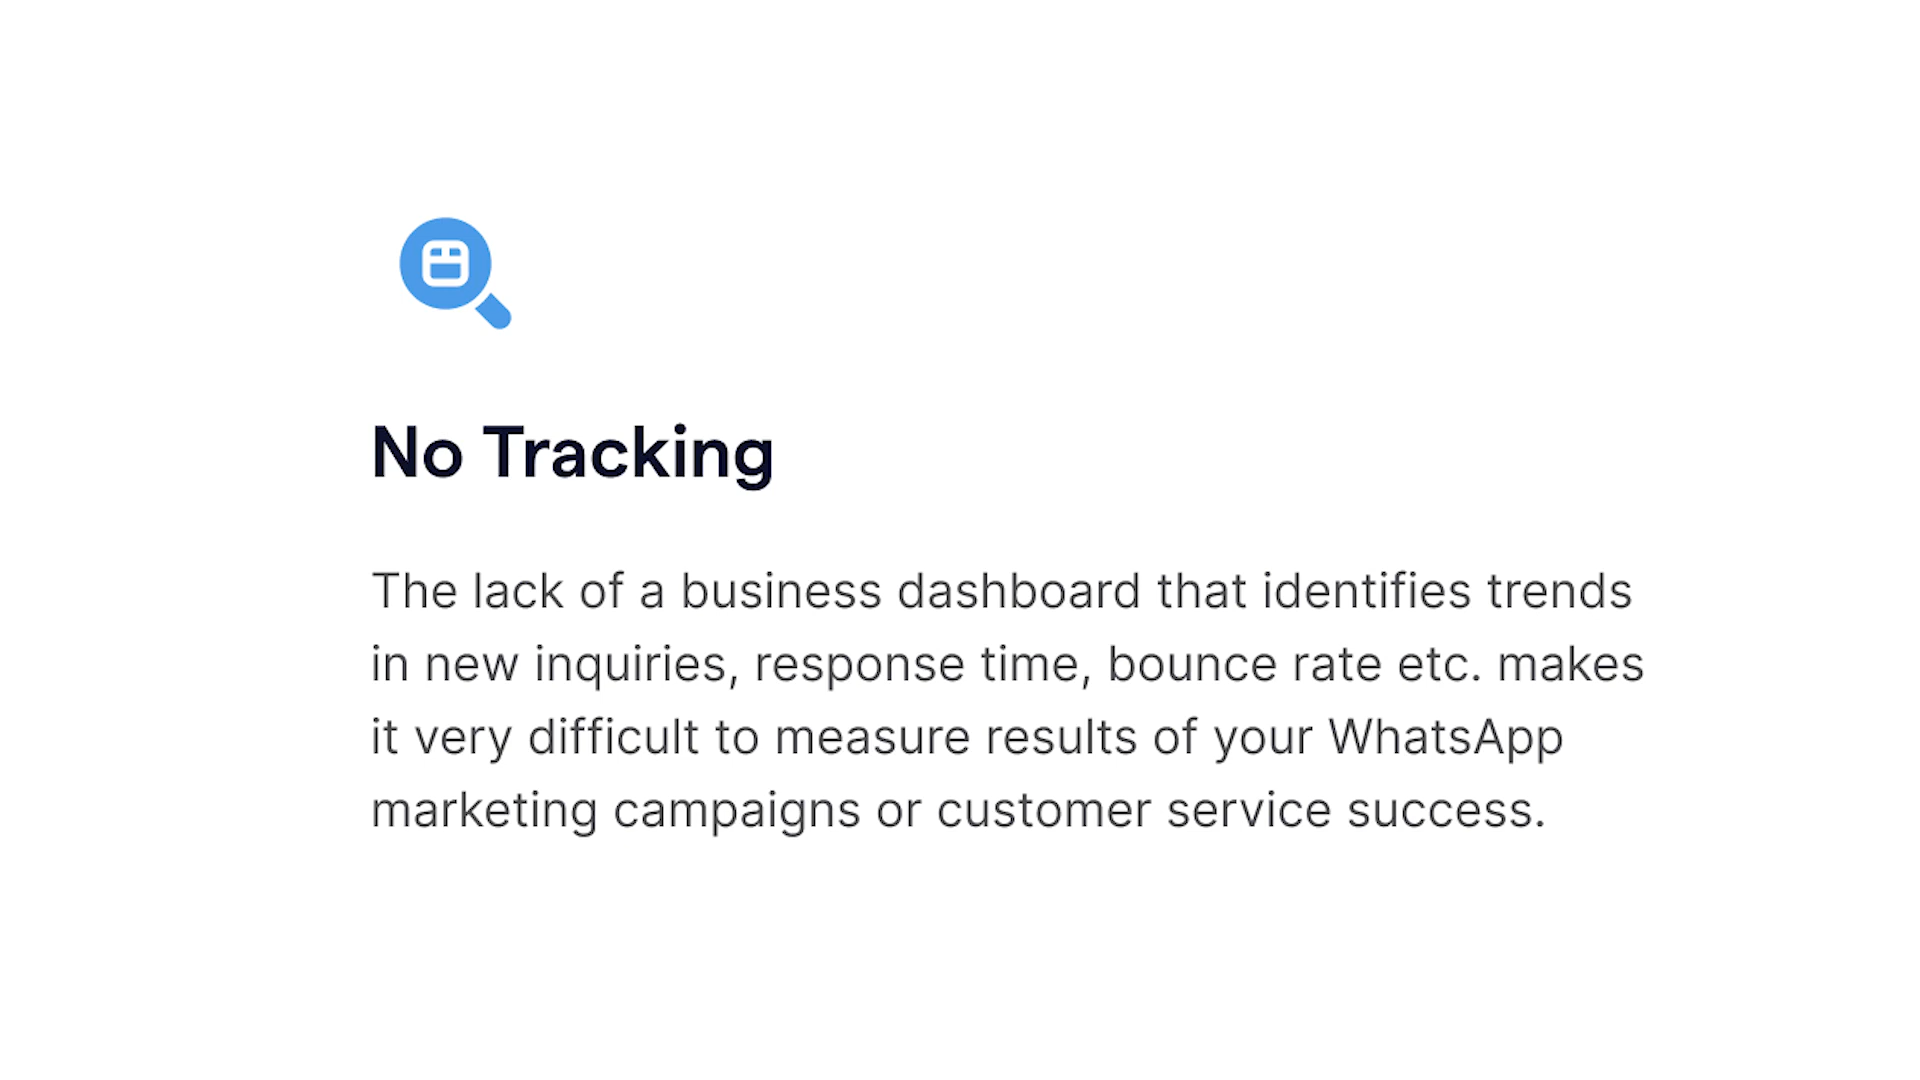 No Tracking
The lack of a business dashboard that identifies trends
in new inquiries, response time, bounce rate etc. makes
it very difficult to measure results of your WhatsApp
marketing campaigns or customer service success.